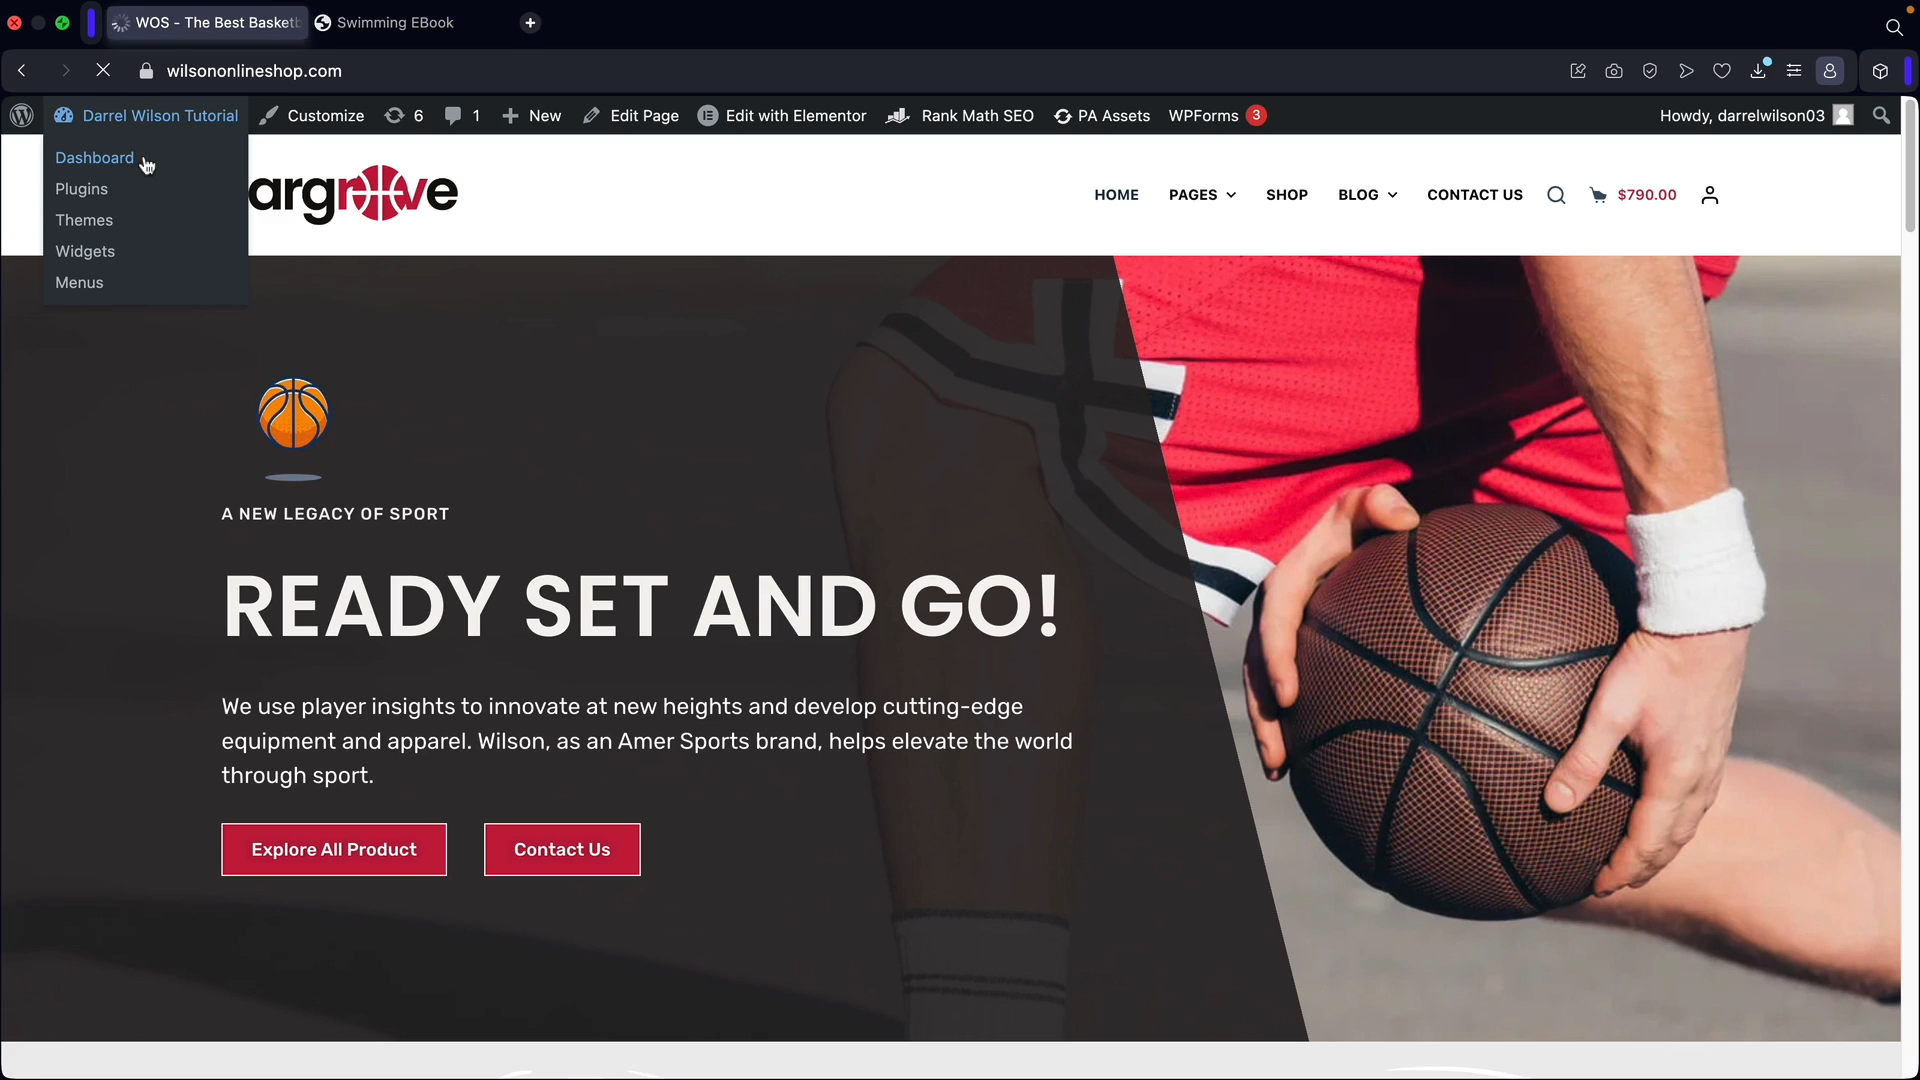 WOS - The Best Basketb
Swimming EBook
wilsononlineshop.com
Darrel Wilson Tutorial
Customize
6
1
New
Edit Page
Edit with Elementor
Rank Math SEO
PA Assets
WPForms 3
Howdy, darrelwilson03
Dashboard
Plugins
Themes
Widgets
Menus
argroove
HOME
PAGES
SHOP
BLOG
CONTACT US
$790.00
A NEW LEGACY OF SPORT
READY SET AND GO!
We use player insights to innovate at new heights and develop cutting-edge
equipment and apparel. Wilson, as an Amer Sports brand, helps elevate the world
through sport.
Explore All Product
Contact Us